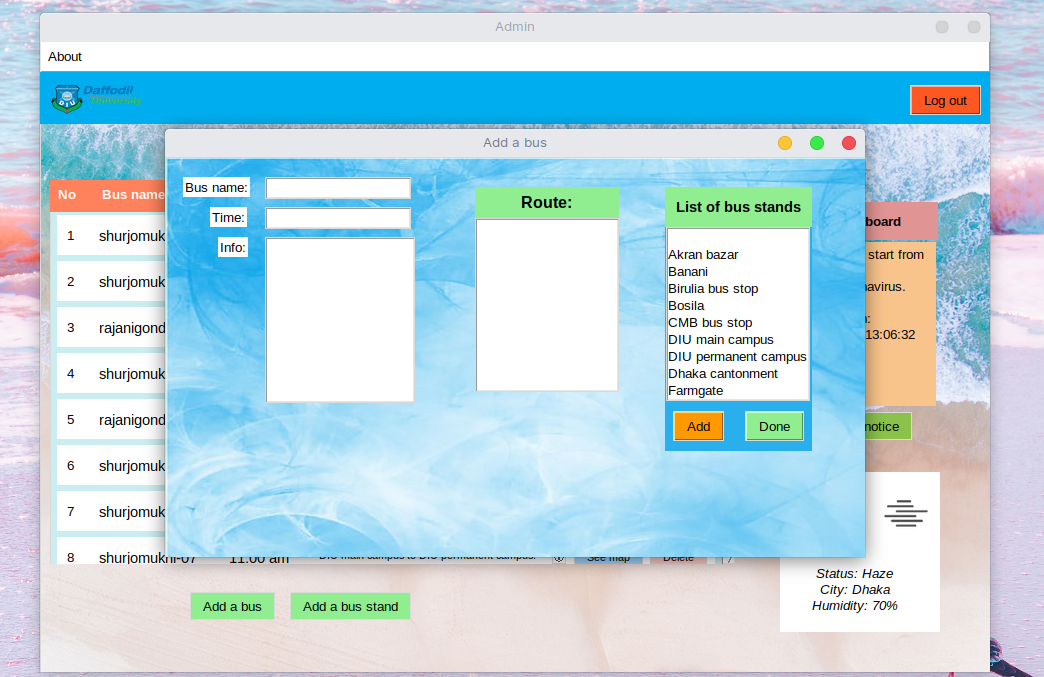 Admin
About
Daffodil
University
DIU
Log out
Add a bus
No Bus name
board
1 shurjomuk
2 shurjomuk
3 rajanigond
4 shurjomuk
5 rajanigond
6 shurjomuk
7 shurjomuk
8 shurjomukhi-07 11.00 am DIU main campus to DIU permanent campus. See map Delete
Bus name:
Time:
Info:
Route:
List of bus stands
Akran bazar
Banani
Birulia bus stop
Bosila
CMB bus stop
DIU main campus
DIU permanent campus
Dhaka cantonment
Farmgate
Add Done
start from
navirus.
:
13:06:32
notice
Status: Haze
City: Dhaka
Humidity: 70%
Add a bus Add a bus stand